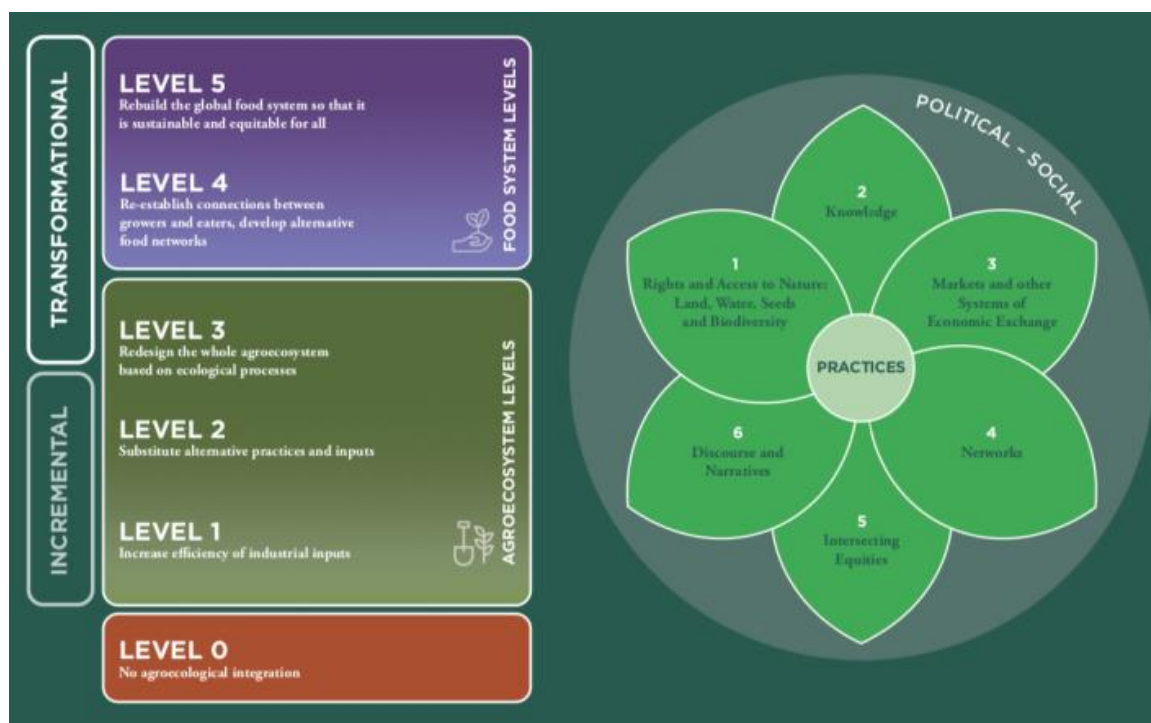 TRANSFORMATIONAL
INCREMENTAL
LEVEL 5
Rebuild the global food system so that it
is sustainable and equitable for all
LEVEL 4
Re-establish connections between
growers and eaters, develop alternative
food networks
FOOD SYSTEM LEVELS
LEVEL 3
Redesign the whole agroecosystem
based on ecological processes
LEVEL 2
Substitute alternative practices and inputs
LEVEL 1
Increase efficiency of industrial inputs
AGROECOSYSTEM LEVELS
LEVEL 0
No agroecological integration
POLITICAL - SOCIAL
1
Rights and Access to Nature:
Land, Water, Seeds
and Biodiversity
2
Knowledge
3
Markets and other
Systems of
Economic Exchange
4
Networks
5
Intersecting
Equities
6
Discourse and
Narratives
PRACTICES